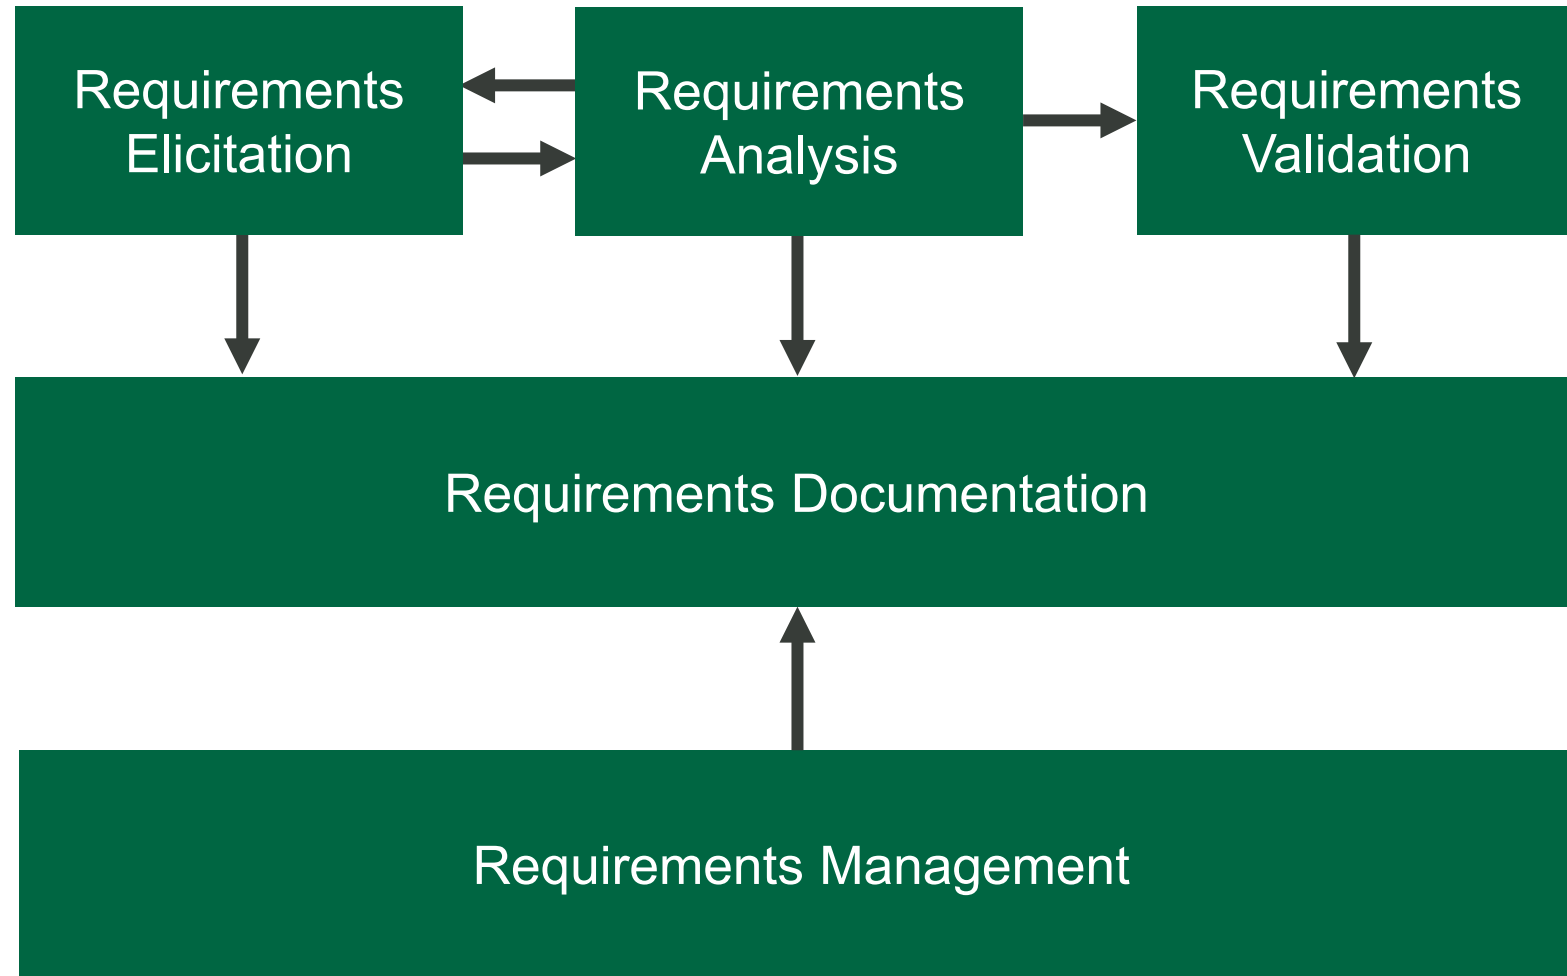 Requirements
Elicitation
Requirements
Analysis
Requirements
Validation
Requirements Documentation
Requirements Management